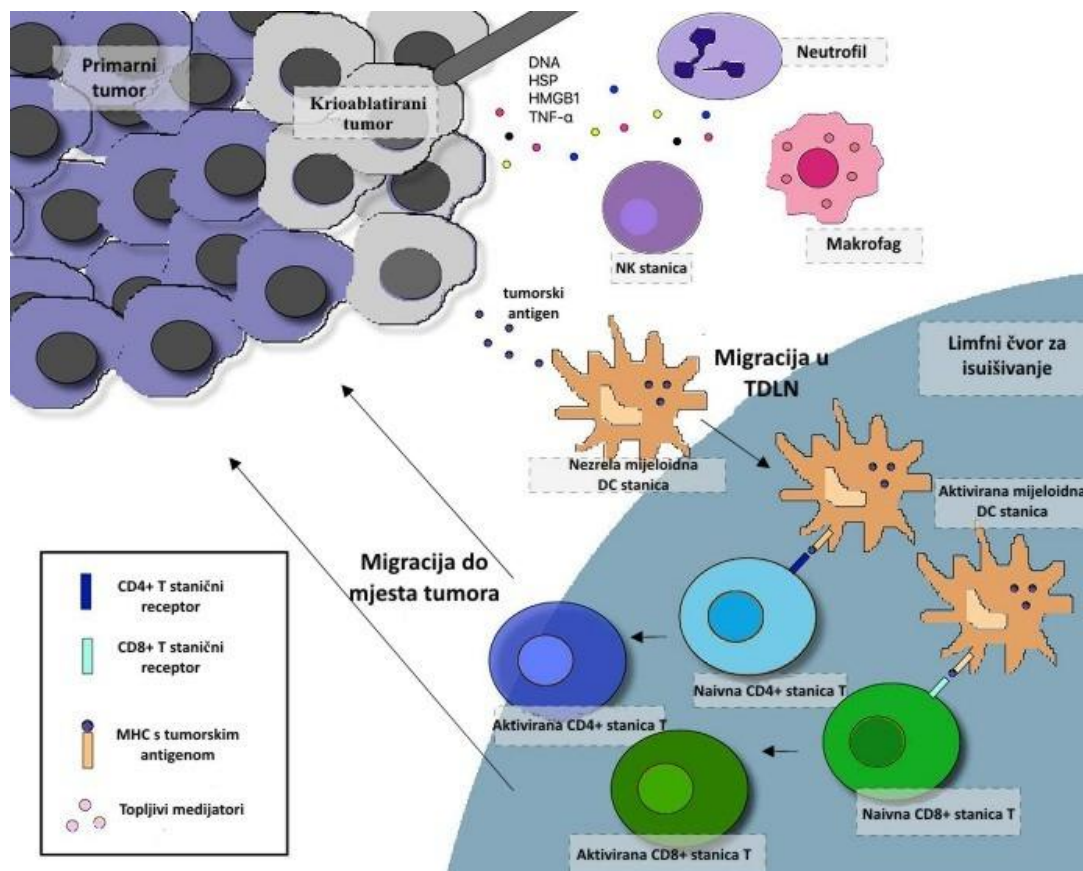 Primarni
tumor
Krioablatirani
tumor
DNA
HSP
HMGB1
TNF-α
Neutrofil
NK stanica
Makrofag
tumorski
antigen
Migracija u
TDLN
Limfni čvor za
isuišivanje
Nezrela mijeloidna
DC stanica
Aktivirana mijeloidna
DC stanica
Migracija do
mjesta tumora
CD4+ T stanični
receptor
CD8+ T stanični
receptor
MHC s tumorskim
antigenom
Topljivi medijatori
Naivna CD4+ stanica T
Aktivirana CD4+ stanica T
Naivna CD8+ stanica T
Aktivirana CD8+ stanica T